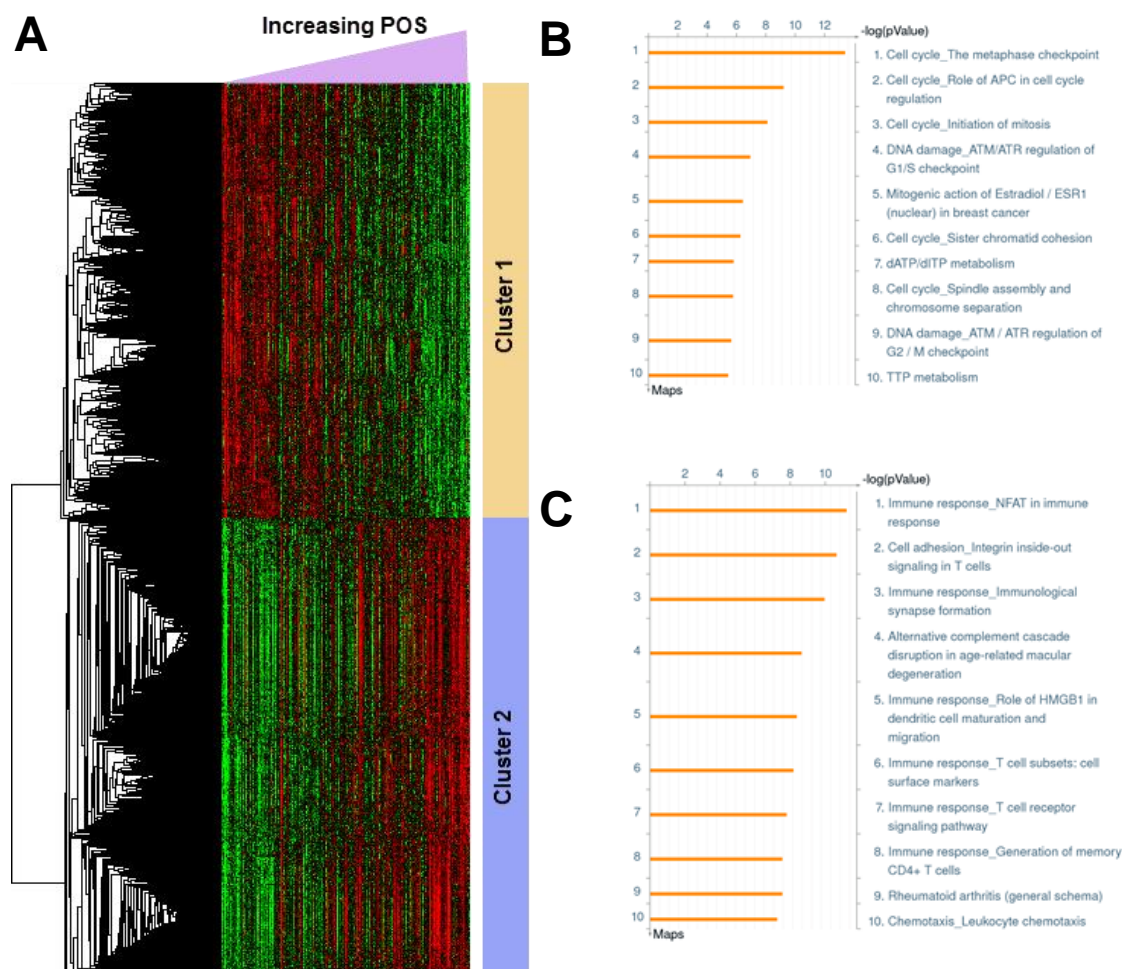 A
Increasing POS
Cluster 1
Cluster 2
B
2 4 6 8 10 12
-log(pValue)
1
2
3
4
5
6
7
8
9
10
Maps
1. Cell cycle_The metaphase checkpoint
2. Cell cycle_Role of APC in cell cycle
regulation
3. Cell cycle_Initiation of mitosis
4. DNA damage_ATM/ATR regulation of
G1/S checkpoint
5. Mitogenic action of Estradiol / ESR1
(nuclear) in breast cancer
6. Cell cycle_Sister chromatid cohesion
7. dATP/dITP metabolism
8. Cell cycle_Spindle assembly and
chromosome separation
9. DNA damage_ATM / ATR regulation of
G2 / M checkpoint
10. TTP metabolism
C
2 4 6 8 10
-log(pValue)
1
2
3
4
5
6
7
8
9
10
Maps
1. Immune response_NFAT in immune
response
2. Cell adhesion_Integrin inside-out
signaling in T cells
3. Immune response_Immunological
synapse formation
4. Alternative complement cascade
disruption in age-related macular
degeneration
5. Immune response_Role of HMGB1 in
dendritic cell maturation and
migration
6. Immune response_T cell subsets: cell
surface markers
7. Immune response_T cell receptor
signaling pathway
8. Immune response_Generation of memory
CD4+ T cells
9. Rheumatoid arthritis (general schema)
10. Chemotaxis_Leukocyte chemotaxis